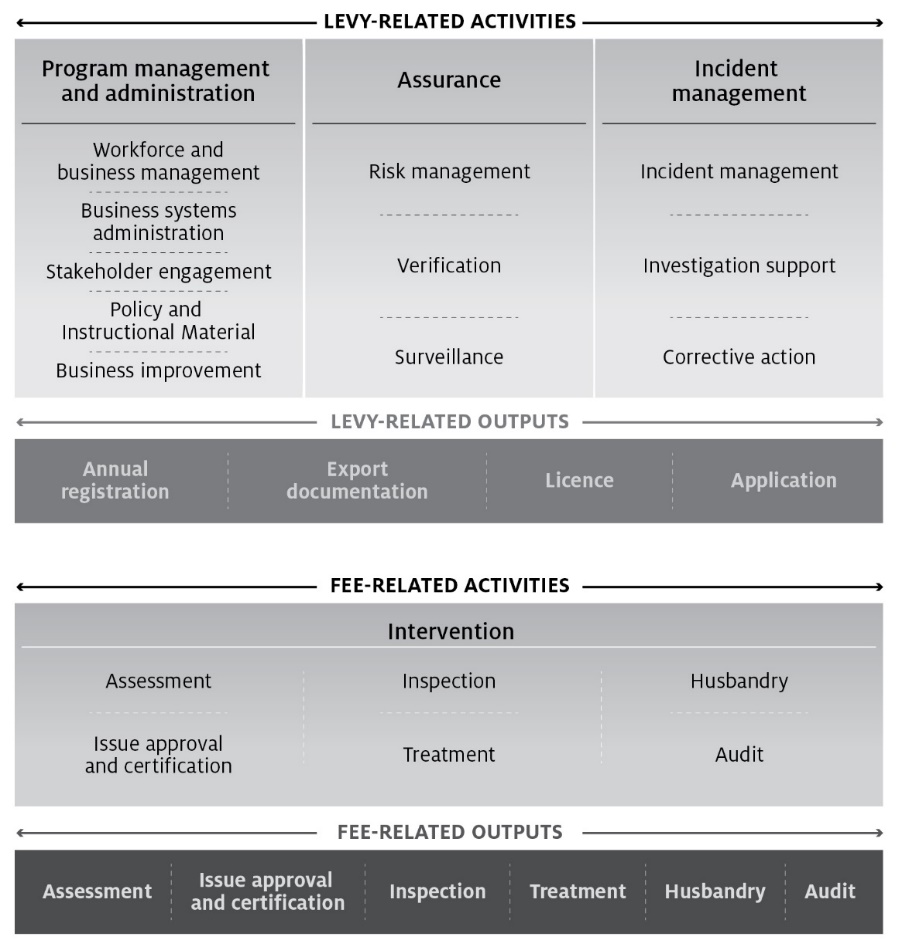 LEVY-RELATED ACTIVITIES
Program management
and administration
Workforce and
business management
Business systems
administration
Stakeholder engagement
Policy and
Instructional Material
Business improvement
Assurance
Risk management
Verification
Surveillance
Incident
management
Incident management
Investigation support
Corrective action
LEVY-RELATED OUTPUTS
Annual
registration
Export
documentation
Licence
Application
FEE-RELATED ACTIVITIES
Intervention
Assessment
Issue approval
and certification
Inspection
Treatment
Husbandry
Audit
FEE-RELATED OUTPUTS
Assessment
Issue approval
and certification
Inspection
Treatment
Husbandry
Audit